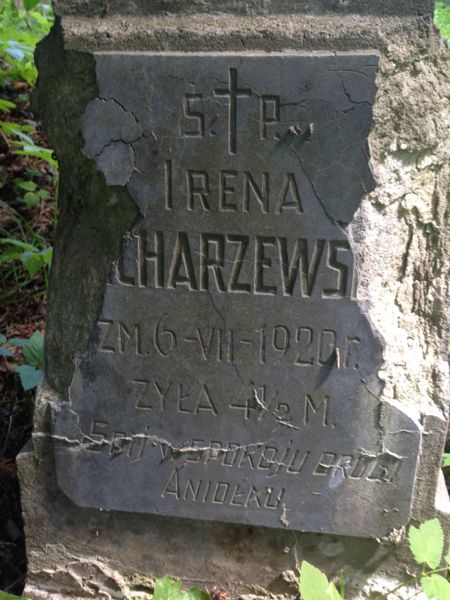 Ś. P.
IRENA
CHARZEWS
ZM. 6-VII-1920 r.
ŻYŁA 4½ M.
Śpij w spokoju drogi
Aniołku